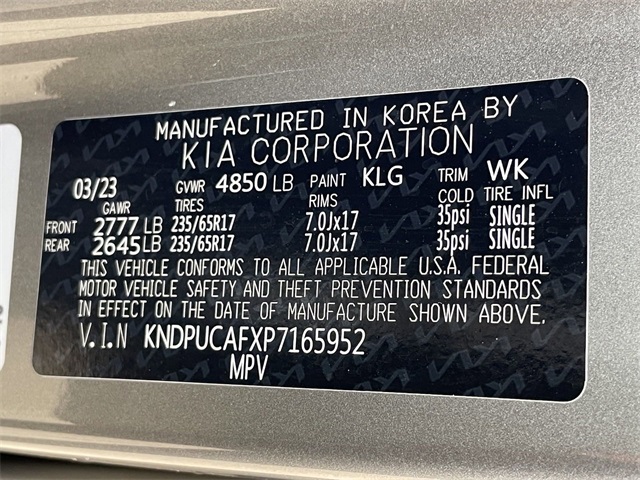 MANUFACTURED IN KOREA BY
KIA CORPORATION
03/23 GVWR 4850 LB PAINT KLG TRIM WK
GAWR TIRES RIMS COLD TIRE INFL
FRONT 2777 LB 235/65R17 7.0Jx17 35psi SINGLE
REAR 2645 LB 235/65R17 7.0Jx17 35psi SINGLE
THIS VEHICLE CONFORMS TO ALL APPLICABLE U.S.A. FEDERAL
MOTOR VEHICLE SAFETY AND THEFT PREVENTION STANDARDS
IN EFFECT ON THE DATE OF MANUFACTURE SHOWN ABOVE.
V.I.N KNDPUCAFXP7165952
MPV